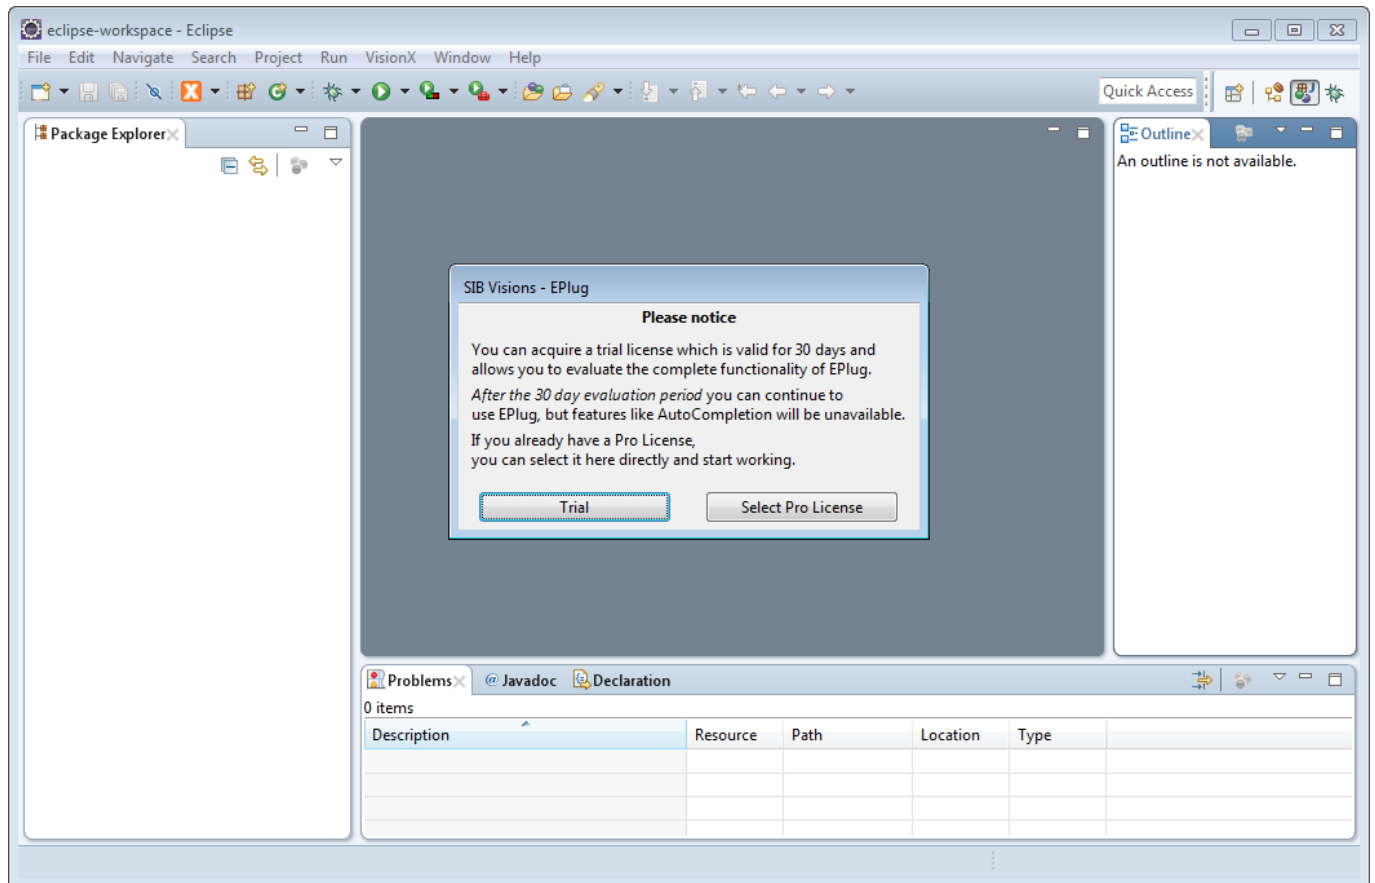 eclipse-workspace - Eclipse
File Edit Navigate Search Project Run VisionX Window Help
Quick Access
Package Explorer
Outline
An outline is not available.
SIB Visions - EPlug
Please notice
You can acquire a trial license which is valid for 30 days and
allows you to evaluate the complete functionality of EPlug.
After the 30 day evaluation period you can continue to
use EPlug, but features like AutoCompletion will be unavailable.
If you already have a Pro License,
you can select it here directly and start working.
Trial Select Pro License
Problems @ Javadoc Declaration
0 items
Description Resource Path Location Type